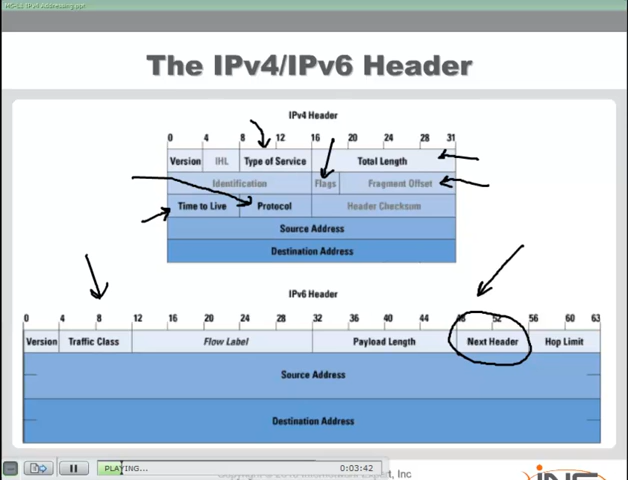 The IPv4/IPv6 Header
IPv4 Header
0 4 8 12 16 20 24 28 31
Version IHL Type of Service Total Length
Identification Flags Fragment Offset
Time to Live Protocol Header Checksum
Source Address
Destination Address
IPv6 Header
0 4 8 12 16 20 24 28 32 36 40 44 48 52 56 60 63
Version Traffic Class Flow Label Payload Length Next Header Hop Limit
Source Address
Destination Address
PLAYING... 0:03:42
Inc